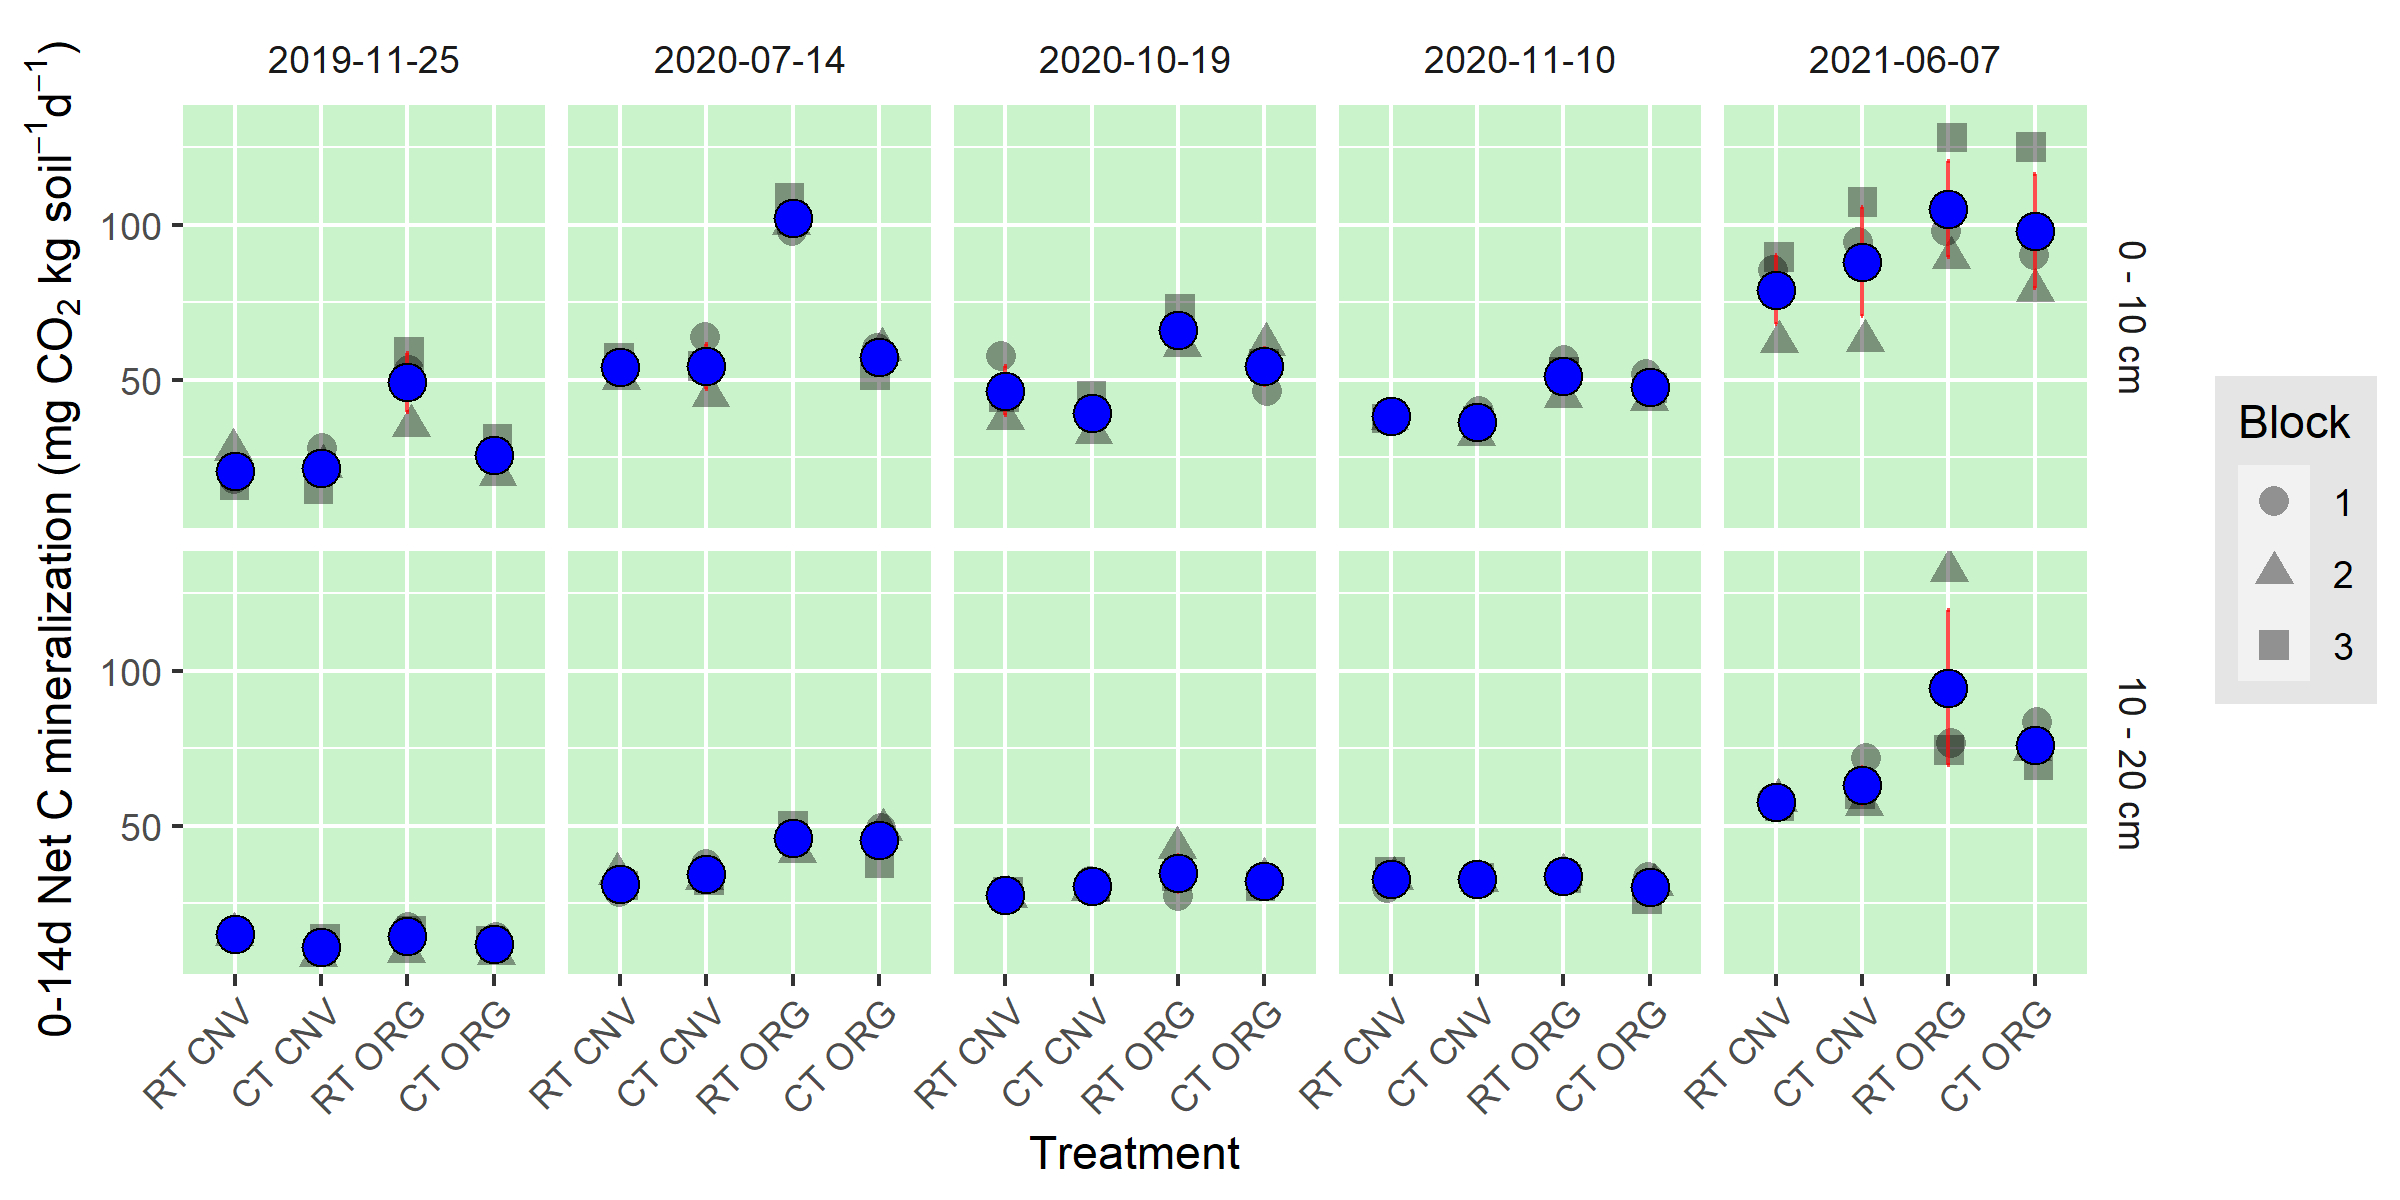 2019-11-25 2020-07-14 2020-10-19 2020-11-10 2021-06-07
0-14d Net C mineralization (mg CO₂ kg soil⁻¹d⁻¹)
100
50
0 - 10 cm
100
50
10 - 20 cm
RT CNV CT CNV RT ORG CT ORG RT CNV CT CNV RT ORG CT ORG RT CNV CT CNV RT ORG CT ORG RT CNV CT CNV RT ORG CT ORG RT CNV CT CNV RT ORG CT ORG
Treatment
Block
1
2
3